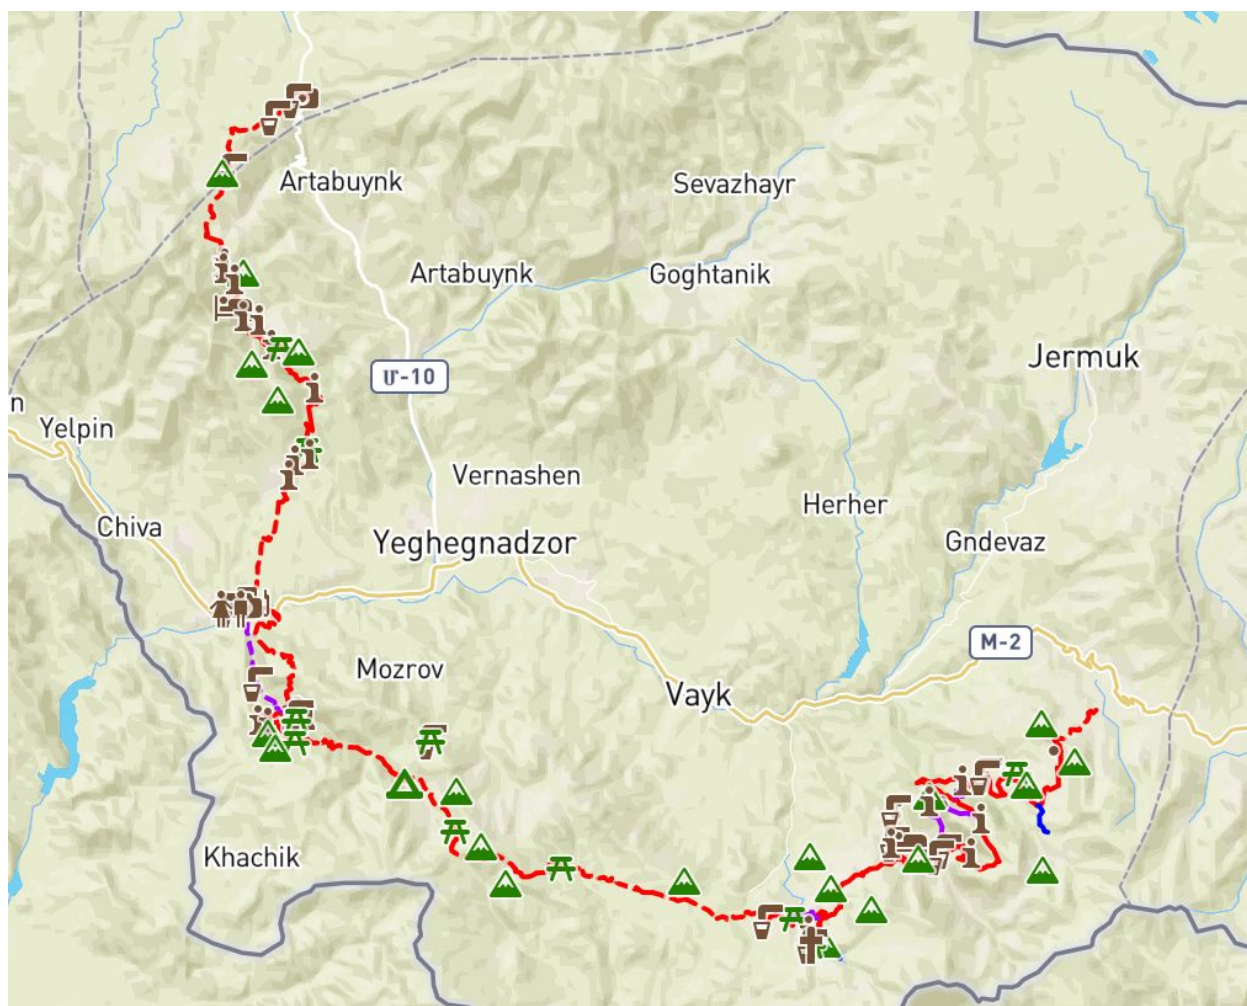 Artabuynk
Sevazhayr
Artabuynk
Goghtanik
Jermuk
Մ-10
n
Yelpin
Vernashen
Herher
Chiva
Yeghegnadzor
Gndevaz
M-2
Mozrov
Vayk
Khachik